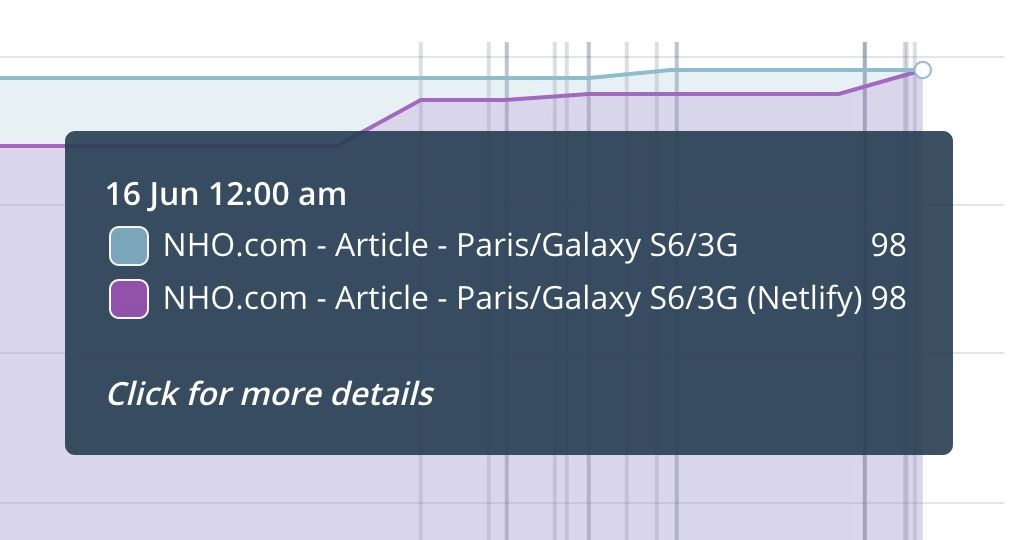 16 Jun 12:00 am
NHO.com - Article - Paris/Galaxy S6/3G 98
NHO.com - Article - Paris/Galaxy S6/3G (Netlify) 98
Click for more details